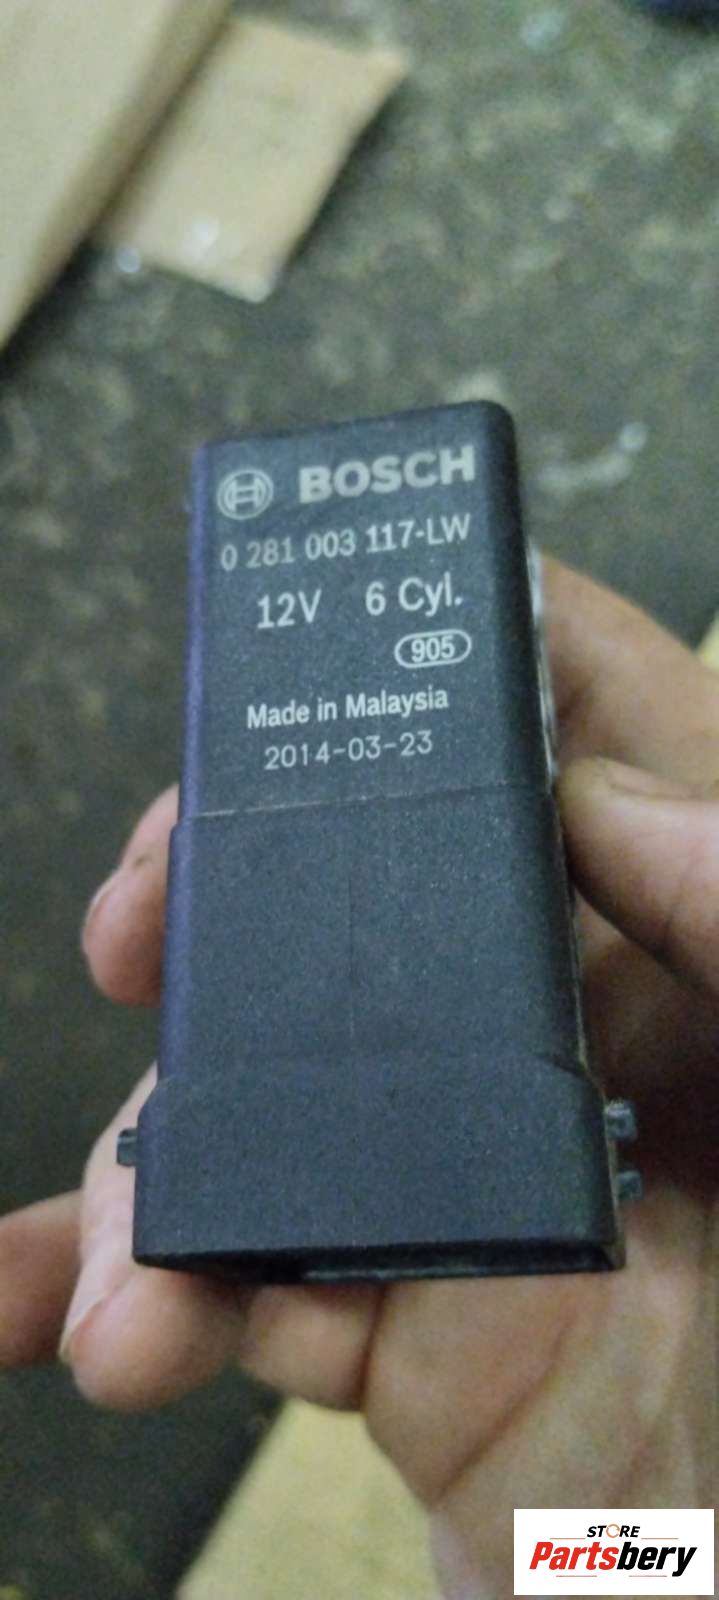 BOSCH
0 281 003 117-LW
12V 6 Cyl.
905
Made in Malaysia
2014-03-23
STORE
Partsbery